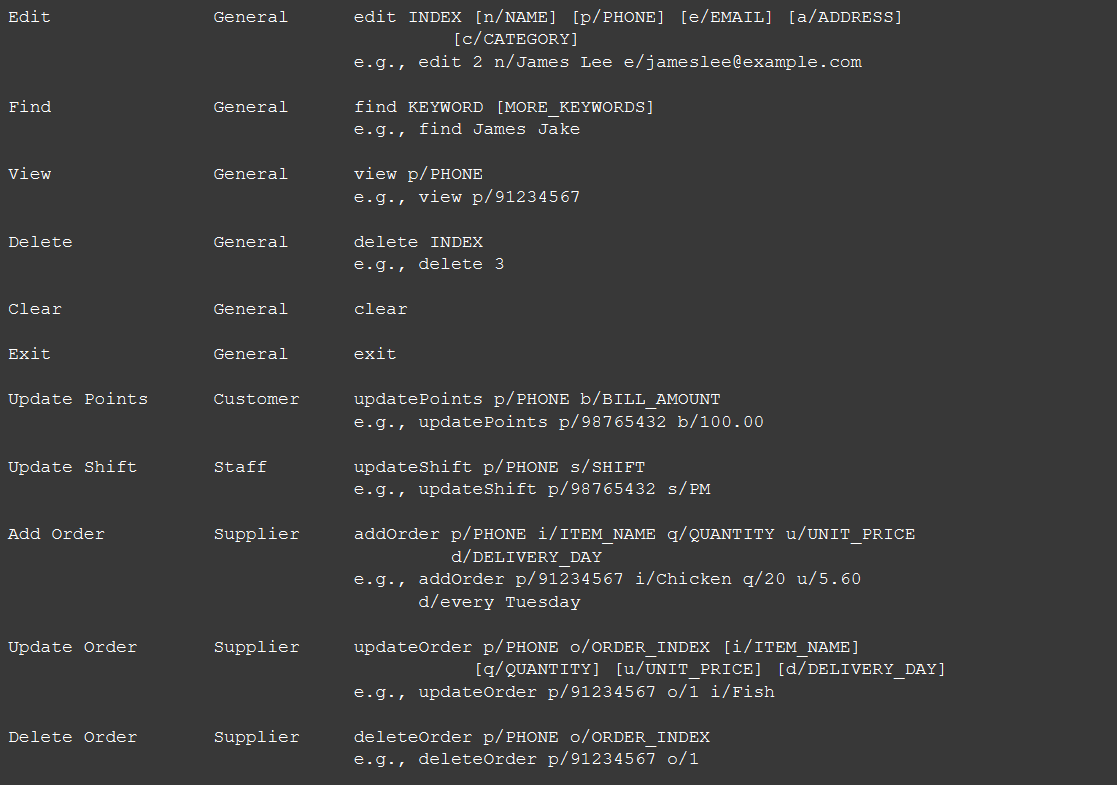 Edit General edit INDEX [n/NAME] [p/PHONE] [e/EMAIL] [a/ADDRESS]
[c/CATEGORY]
e.g., edit 2 n/James Lee e/jameslee@example.com
Find General find KEYWORD [MORE_KEYWORDS]
e.g., find James Jake
View General view p/PHONE
e.g., view p/91234567
Delete General delete INDEX
e.g., delete 3
Clear General clear
Exit General exit
Update Points Customer updatePoints p/PHONE b/BILL_AMOUNT
e.g., updatePoints p/98765432 b/100.00
Update Shift Staff updateShift p/PHONE s/SHIFT
e.g., updateShift p/98765432 s/PM
Add Order Supplier addOrder p/PHONE i/ITEM_NAME q/QUANTITY u/UNIT_PRICE
d/DELIVERY_DAY
e.g., addOrder p/91234567 i/Chicken q/20 u/5.60
d/every Tuesday
Update Order Supplier updateOrder p/PHONE o/ORDER_INDEX [i/ITEM_NAME]
[q/QUANTITY] [u/UNIT_PRICE] [d/DELIVERY_DAY]
e.g., updateOrder p/91234567 o/1 i/Fish
Delete Order Supplier deleteOrder p/PHONE o/ORDER_INDEX
e.g., deleteOrder p/91234567 o/1